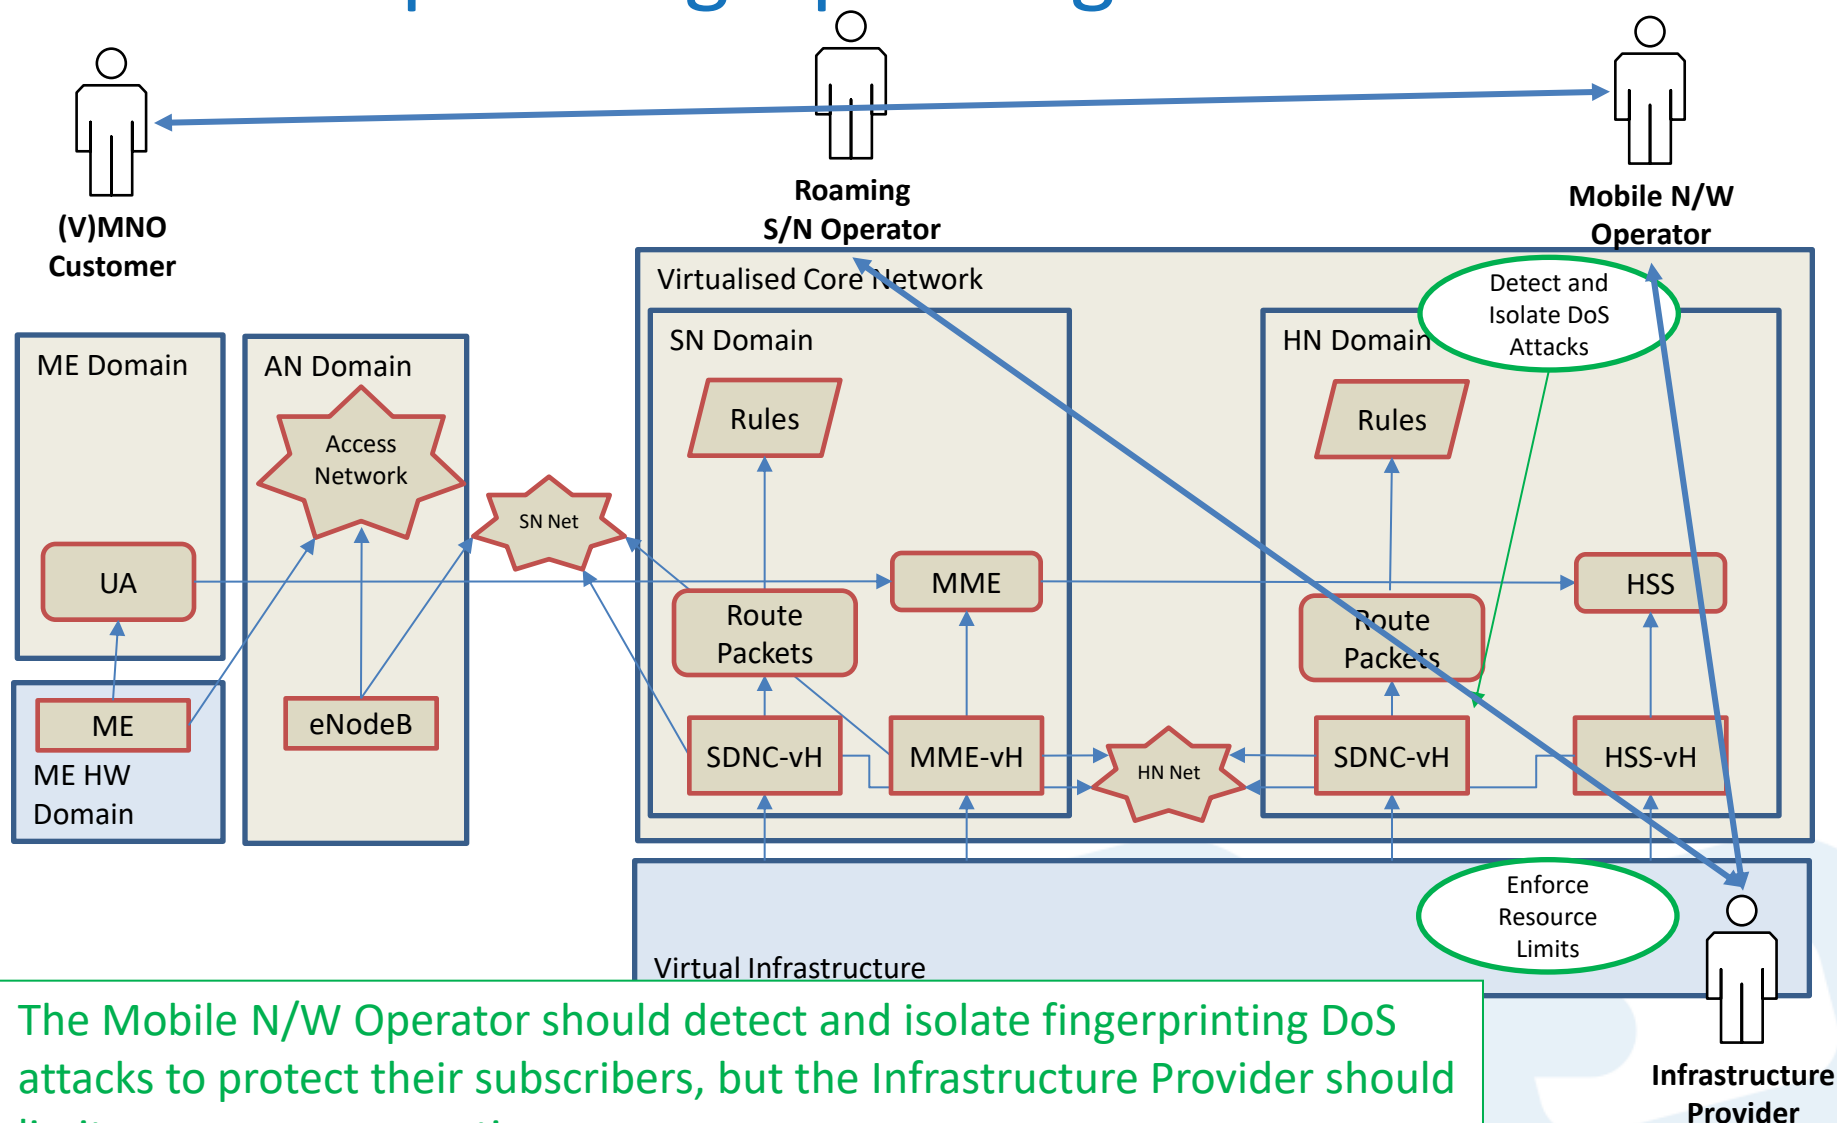 Roaming
S/N Operator
Mobile N/W
Operator
(V)MNO
Customer
Virtualised Core Network
Detect and
Isolate DoS
Attacks
ME Domain
AN Domain
SN Domain
HN Domain
Access
Network
Rules
Rules
SN Net
UA
MME
HSS
Route
Packets
Route
Packets
ME
eNodeB
SDNC-vH
MME-vH
HN Net
SDNC-vH
HSS-vH
ME HW
Domain
Enforce
Resource
Limits
Virtual Infrastructure
The Mobile N/W Operator should detect and isolate fingerprinting DoS
attacks to protect their subscribers, but the Infrastructure Provider should
Infrastructure
Provider